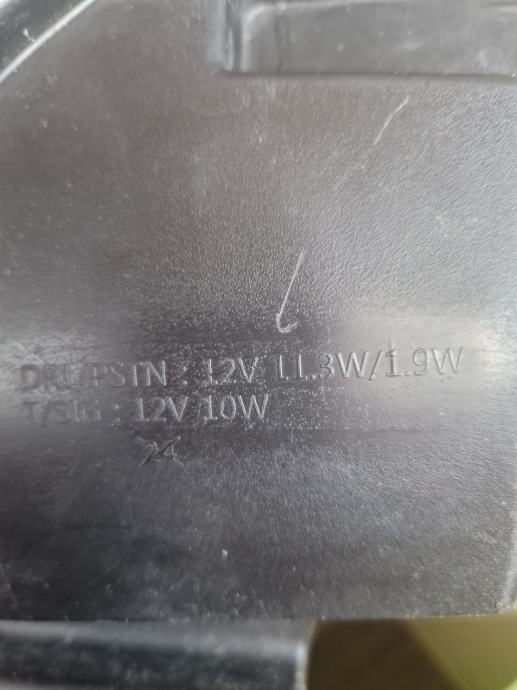 DRL/PSTN : 12V 11.3W/1.9W
T/SIG : 12V 10W